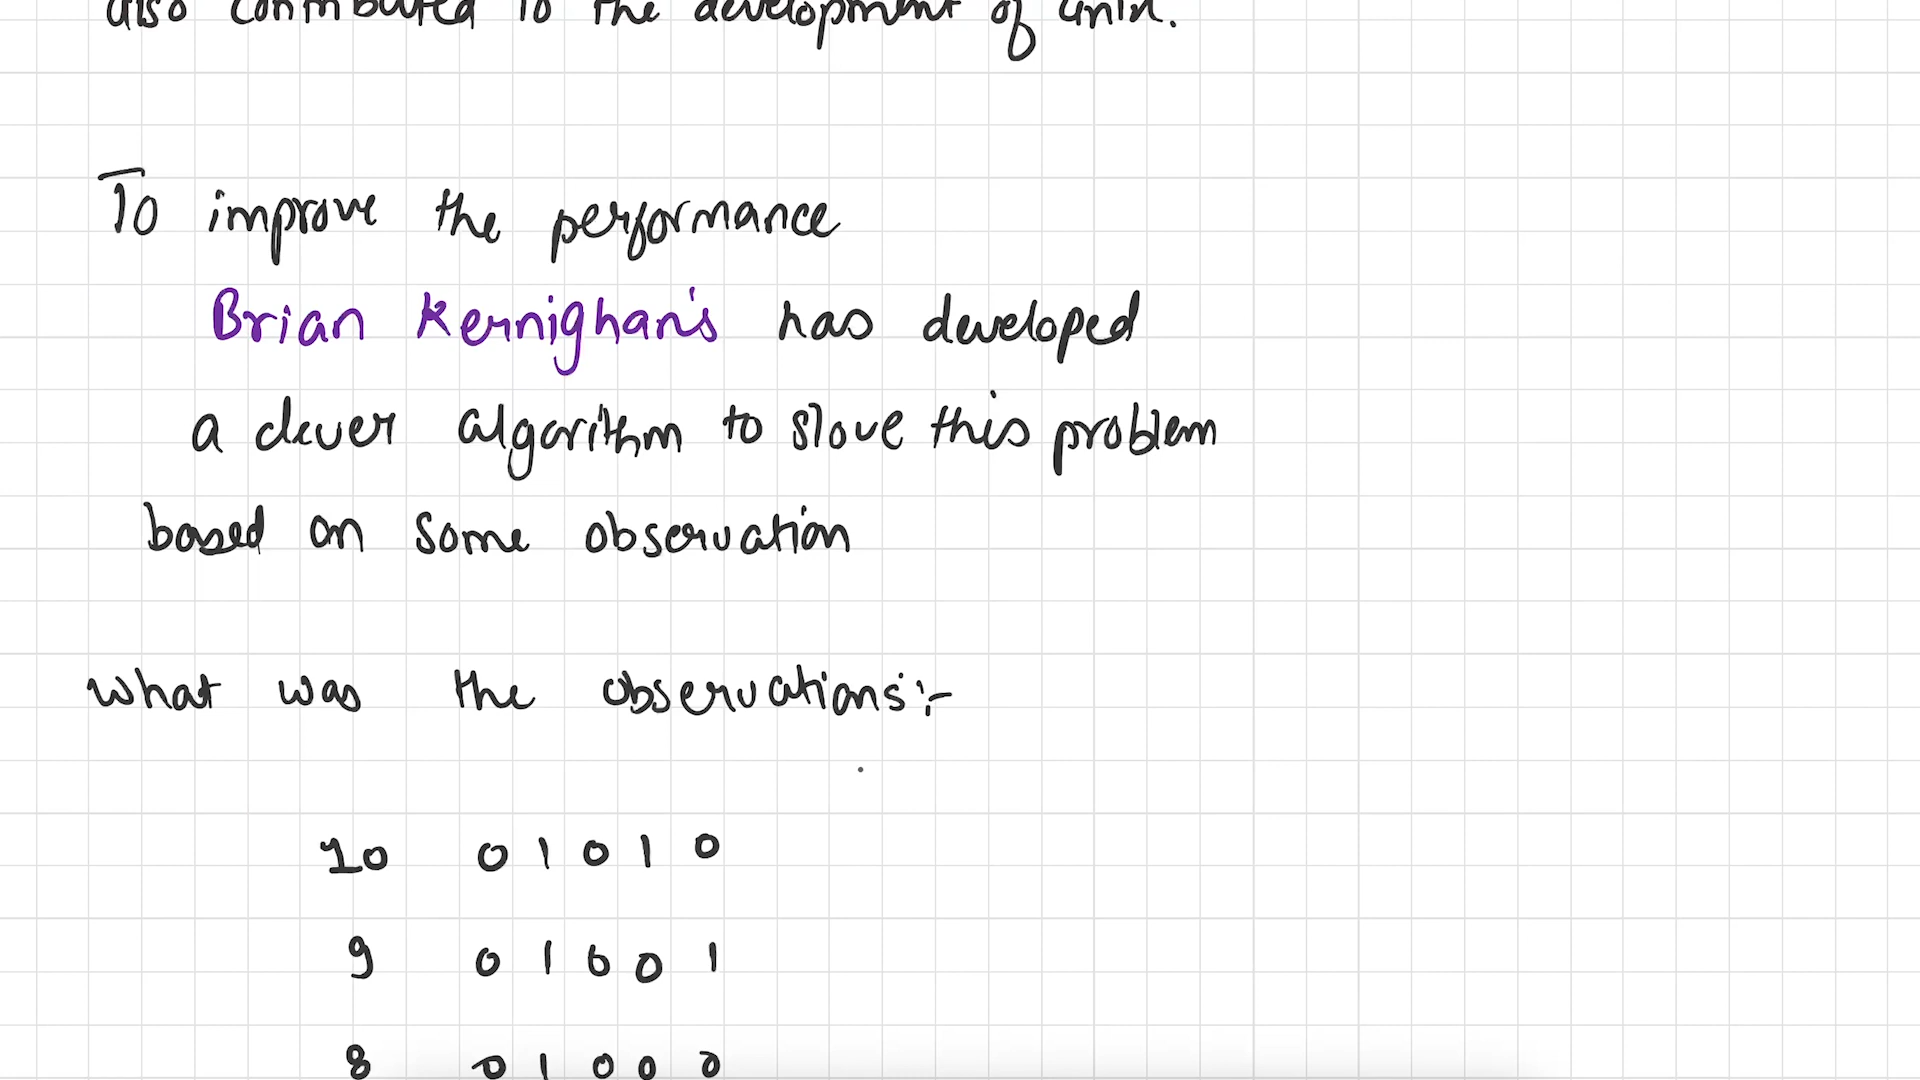 also contributed to the development of Unix.
To improve the performance
Brian Kernighan's has developed
a clever algorithm to slove this problem
based on some observation
what was the observations:-
10 0 1 0 1 0
9 0 1 0 0 1
8 0 1 0 0 0